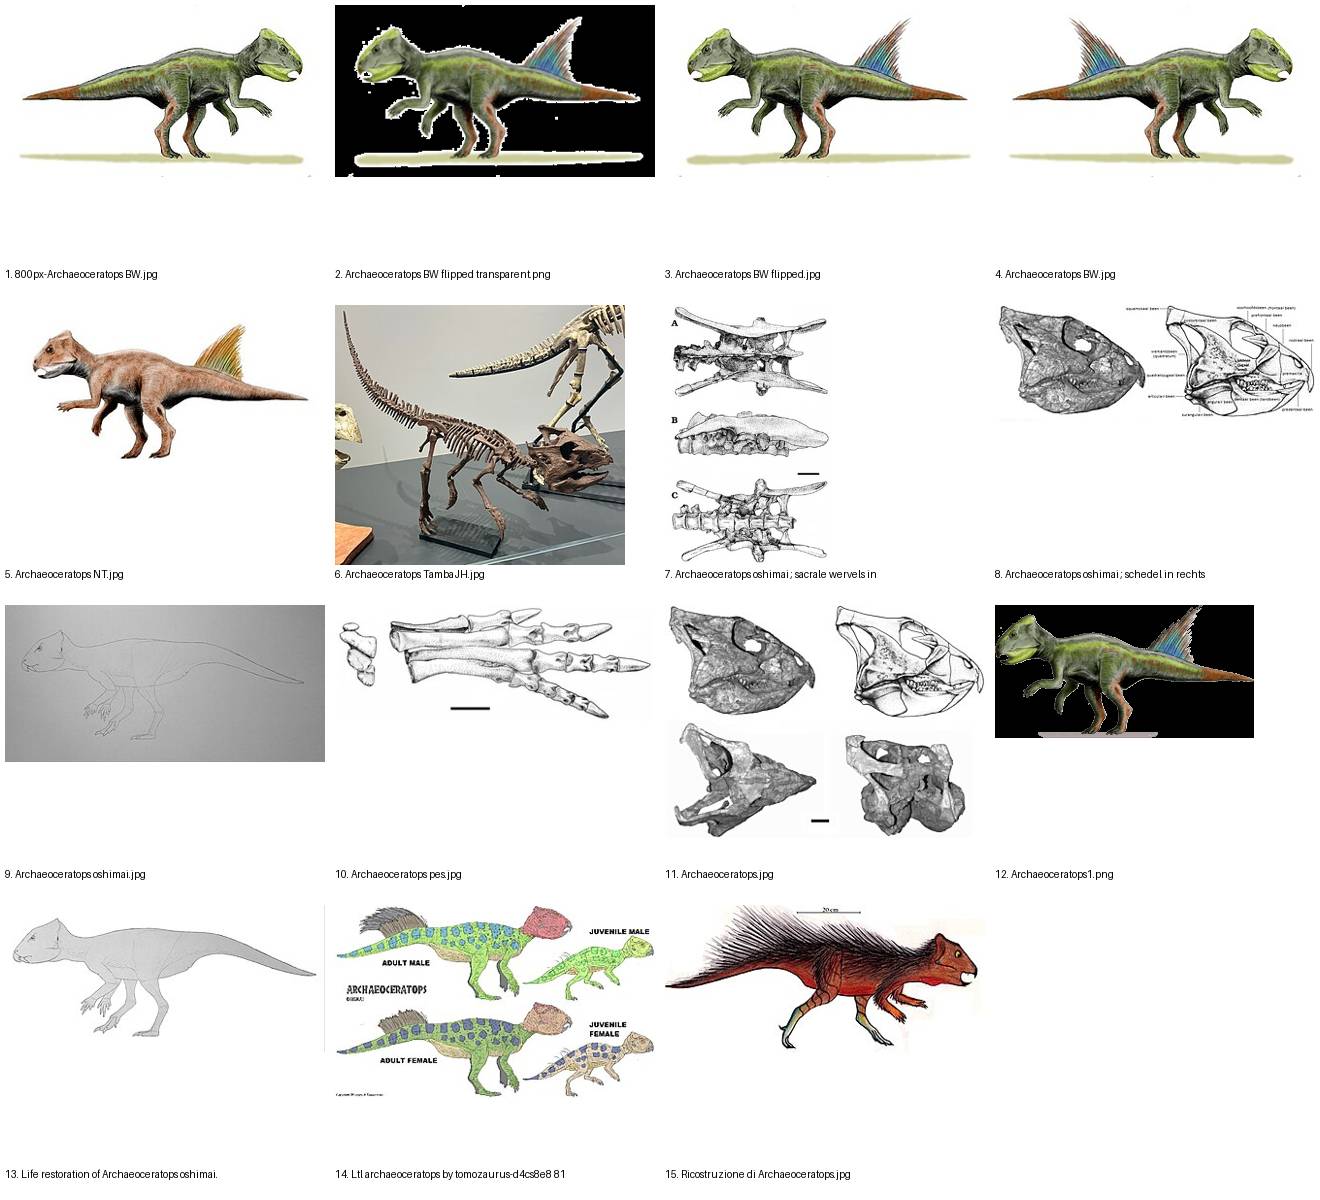 1. 800px-Archaeoceratops BW.jpg
2. Archaeoceratops BW flipped transparent.png
3. Archaeoceratops BW flipped.jpg
4. Archaeoceratops BW.jpg
A
B
C
5. Archaeoceratops NT.jpg
6. Archaeoceratops TambaJH.jpg
7. Archaeoceratops oshimai; sacrale wervels in
8. Archaeoceratops oshimai; schedel in rechts
9. Archaeoceratops oshimai.jpg
10. Archaeoceratops pes.jpg
11. Archaeoceratops.jpg
12. Archaeoceratops1.png
ADULT MALE
JUVENILE MALE
ARCHAEOCERATOPS
ADULT FEMALE
JUVENILE
FEMALE
20 cm
13. Life restoration of Archaeoceratops oshimai.
14. Ltl archaeoceratops by tomozaurus-d4cs8e8 81
15. Ricostruzione di Archaeoceratops.jpg